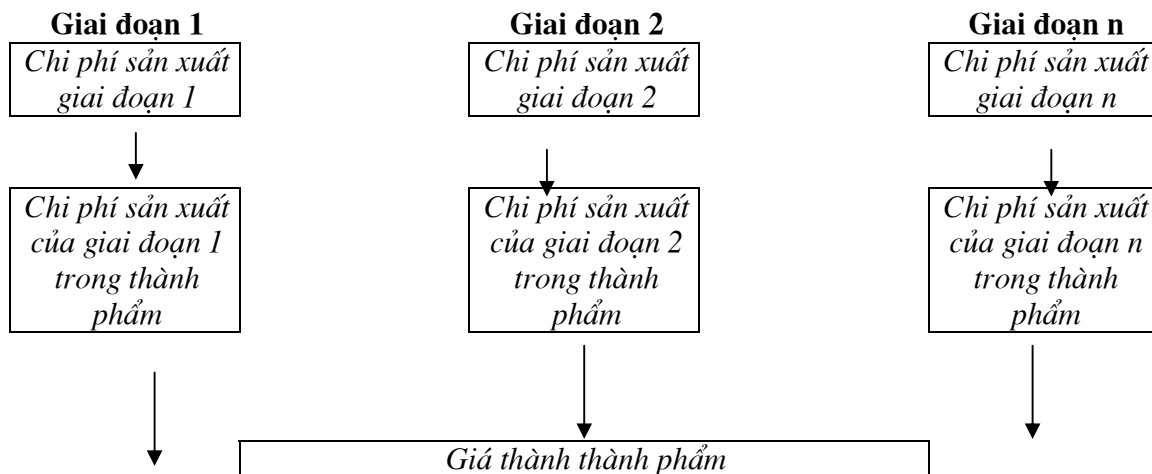 Giai đoạn 1
Giai đoạn 2
Giai đoạn n
Chi phí sản xuất
giai đoạn 1
Chi phí sản xuất
giai đoạn 2
Chi phí sản xuất
giai đoạn n
Chi phí sản xuất
của giai đoạn 1
trong thành
phẩm
Chi phí sản xuất
của giai đoạn 2
trong thành
phẩm
Chi phí sản xuất
của giai đoạn n
trong thành
phẩm
Giá thành thành phẩm